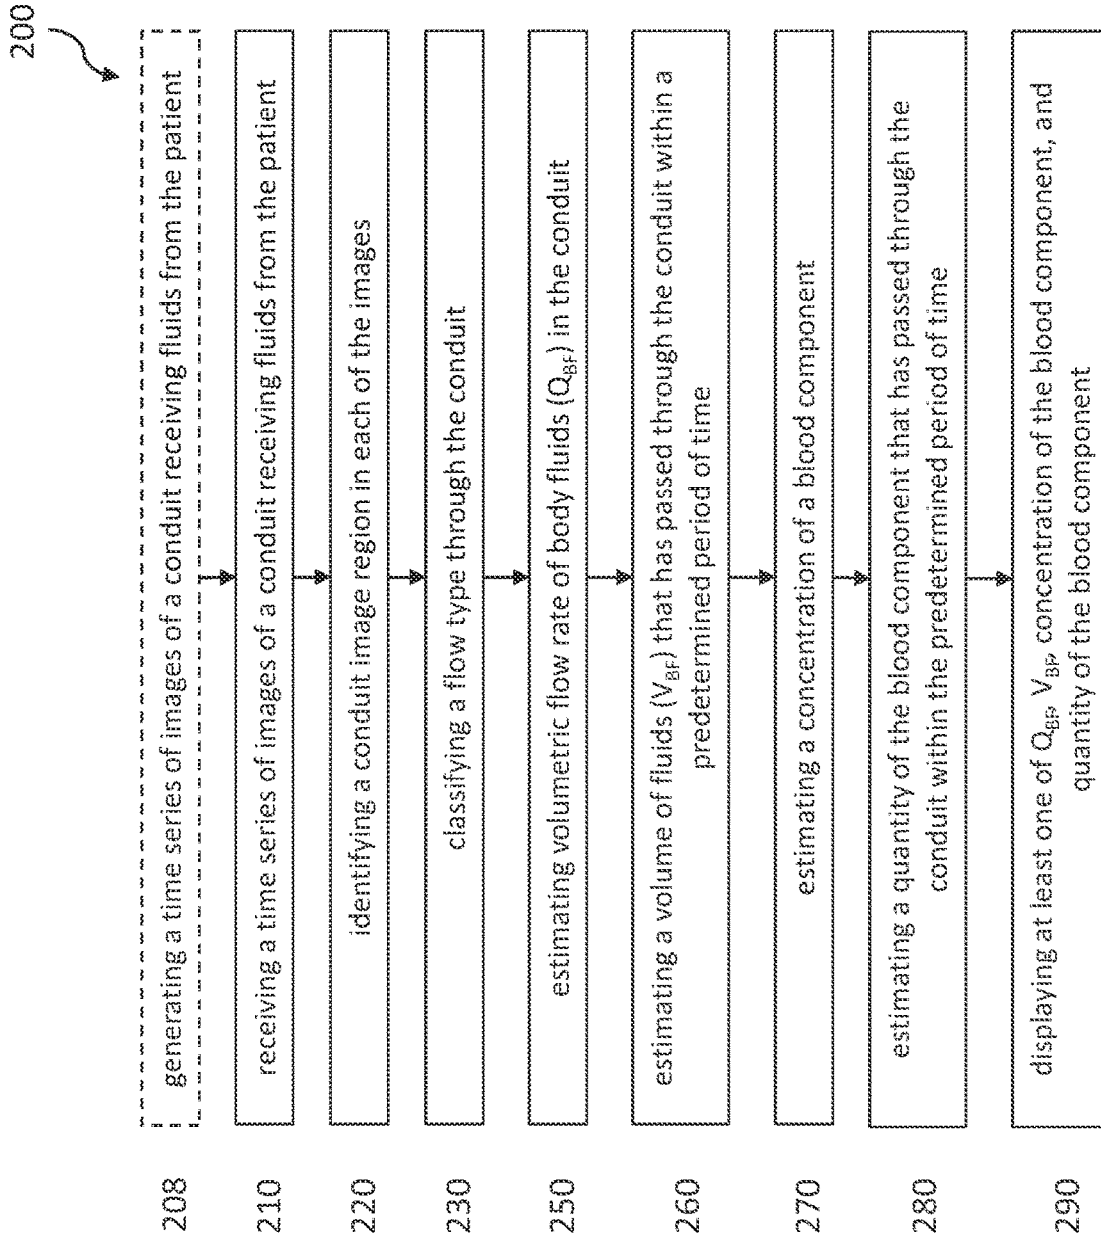 200
208
generating a time series of images of a conduit receiving fluids from the patient
210
receiving a time series of images of a conduit receiving fluids from the patient
220
identifying a conduit image region in each of the images
230
classifying a flow type through the conduit
250
estimating volumetric flow rate of body fluids (Q_BF) in the conduit
260
estimating a volume of fluids (V_BF) that has passed through the conduit within a
predetermined period of time
270
estimating a concentration of a blood component
280
estimating a quantity of the blood component that has passed through the
conduit within the predetermined period of time
290
displaying at least one of Q_BF, V_BF, concentration of the blood component, and
quantity of the blood component